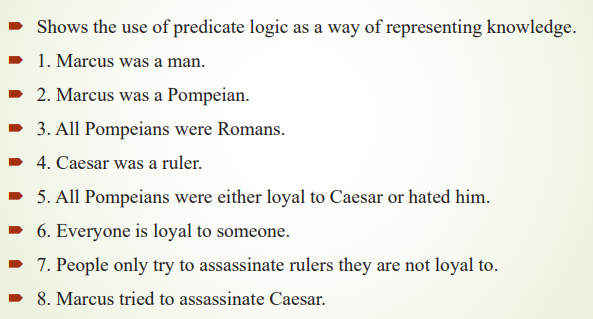 Shows the use of predicate logic as a way of representing knowledge.
1. Marcus was a man.
2. Marcus was a Pompeian.
3. All Pompeians were Romans.
4. Caesar was a ruler.
5. All Pompeians were either loyal to Caesar or hated him.
6. Everyone is loyal to someone.
7. People only try to assassinate rulers they are not loyal to.
8. Marcus tried to assassinate Caesar.